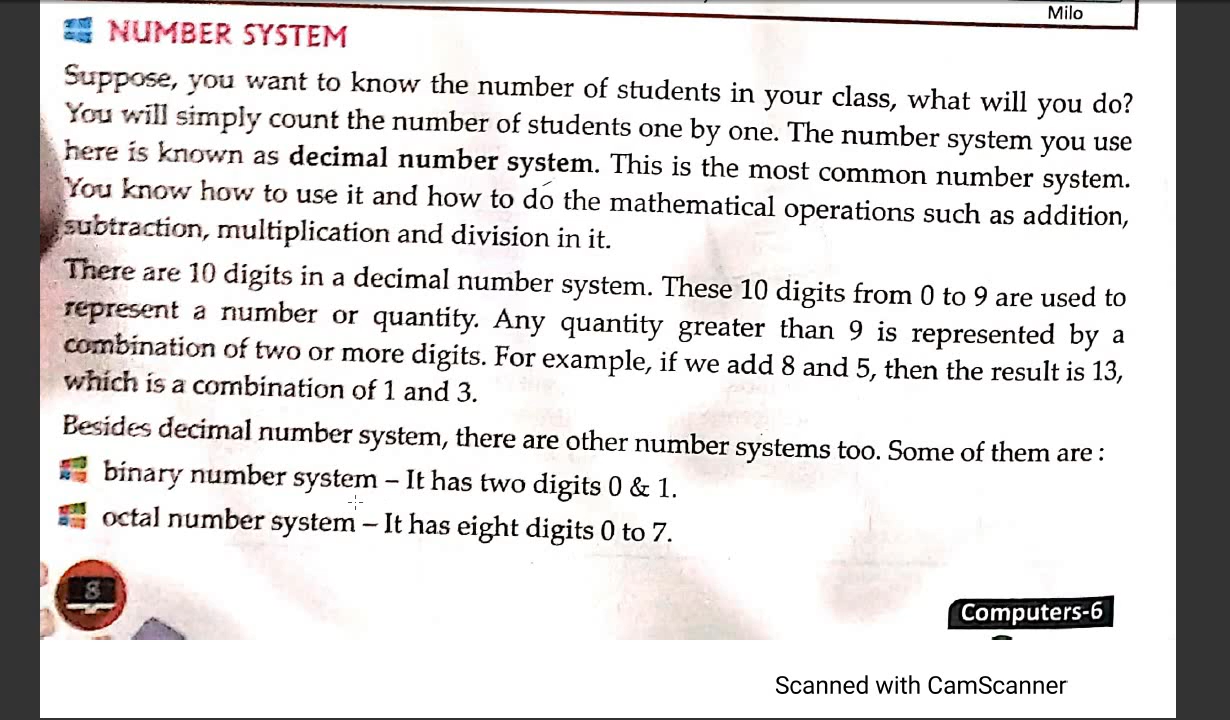 Milo
NUMBER SYSTEM
Suppose, you want to know the number of students in your class, what will you do?
You will simply count the number of students one by one. The number system you use
here is known as decimal number system. This is the most common number system.
You know how to use it and how to do the mathematical operations such as addition,
subtraction, multiplication and division in it.
There are 10 digits in a decimal number system. These 10 digits from 0 to 9 are used to
represent a number or quantity. Any quantity greater than 9 is represented by a
combination of two or more digits. For example, if we add 8 and 5, then the result is 13,
which is a combination of 1 and 3.
Besides decimal number system, there are other number systems too. Some of them are :
binary number system – It has two digits 0 & 1.
octal number system – It has eight digits 0 to 7.
8
Computers-6
Scanned with CamScanner